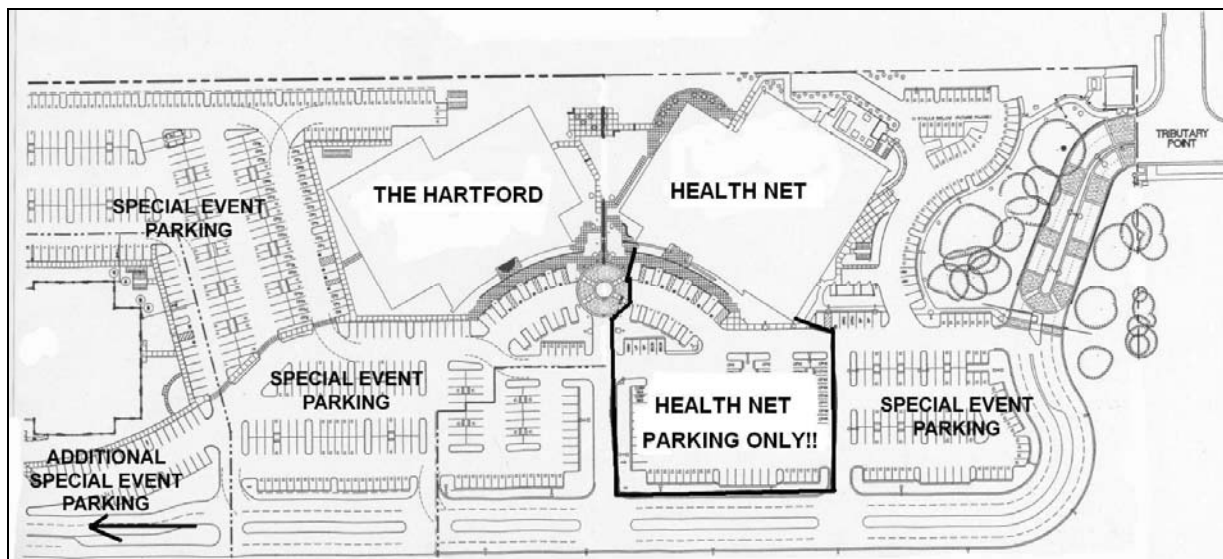 TRIBUTARY
POINT
THE HARTFORD
HEALTH NET
SPECIAL EVENT
PARKING
SPECIAL EVENT
PARKING
HEALTH NET
PARKING ONLY!!
SPECIAL EVENT
PARKING
ADDITIONAL
SPECIAL EVENT
PARKING